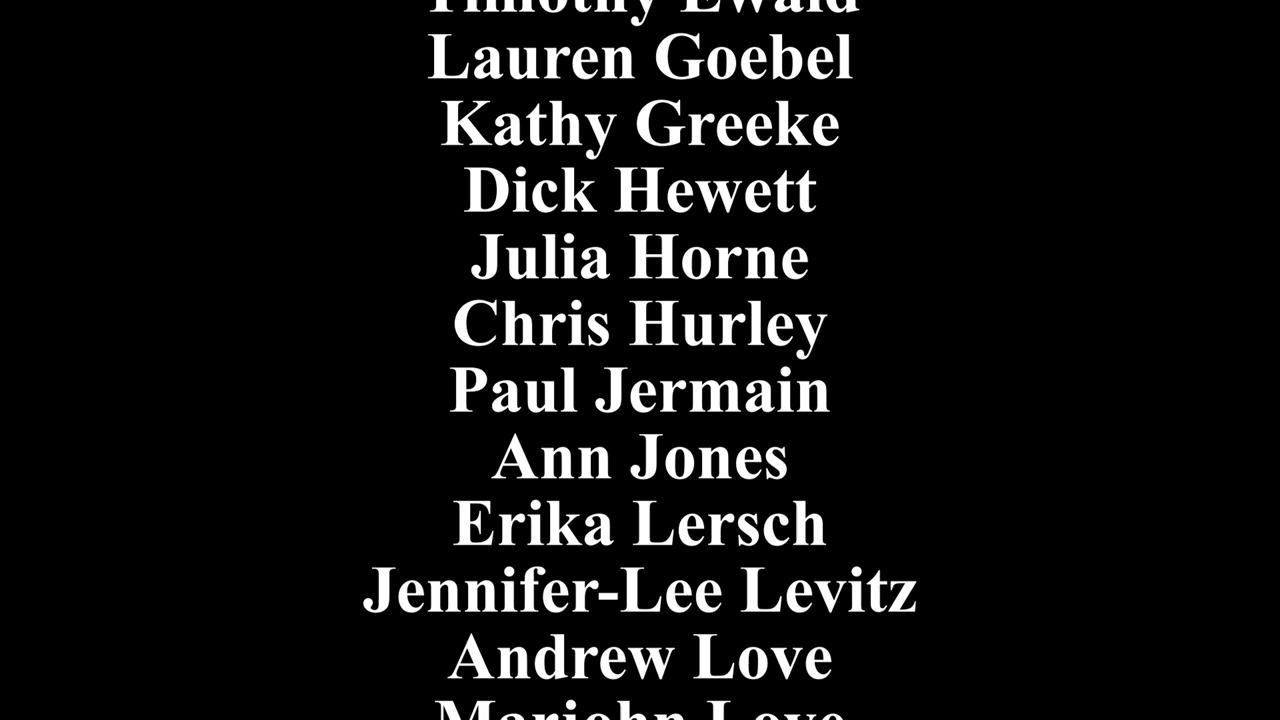 Timothy Ewald
Lauren Goebel
Kathy Greeke
Dick Hewett
Julia Horne
Chris Hurley
Paul Jermain
Ann Jones
Erika Lersch
Jennifer-Lee Levitz
Andrew Love
Marjohn Love